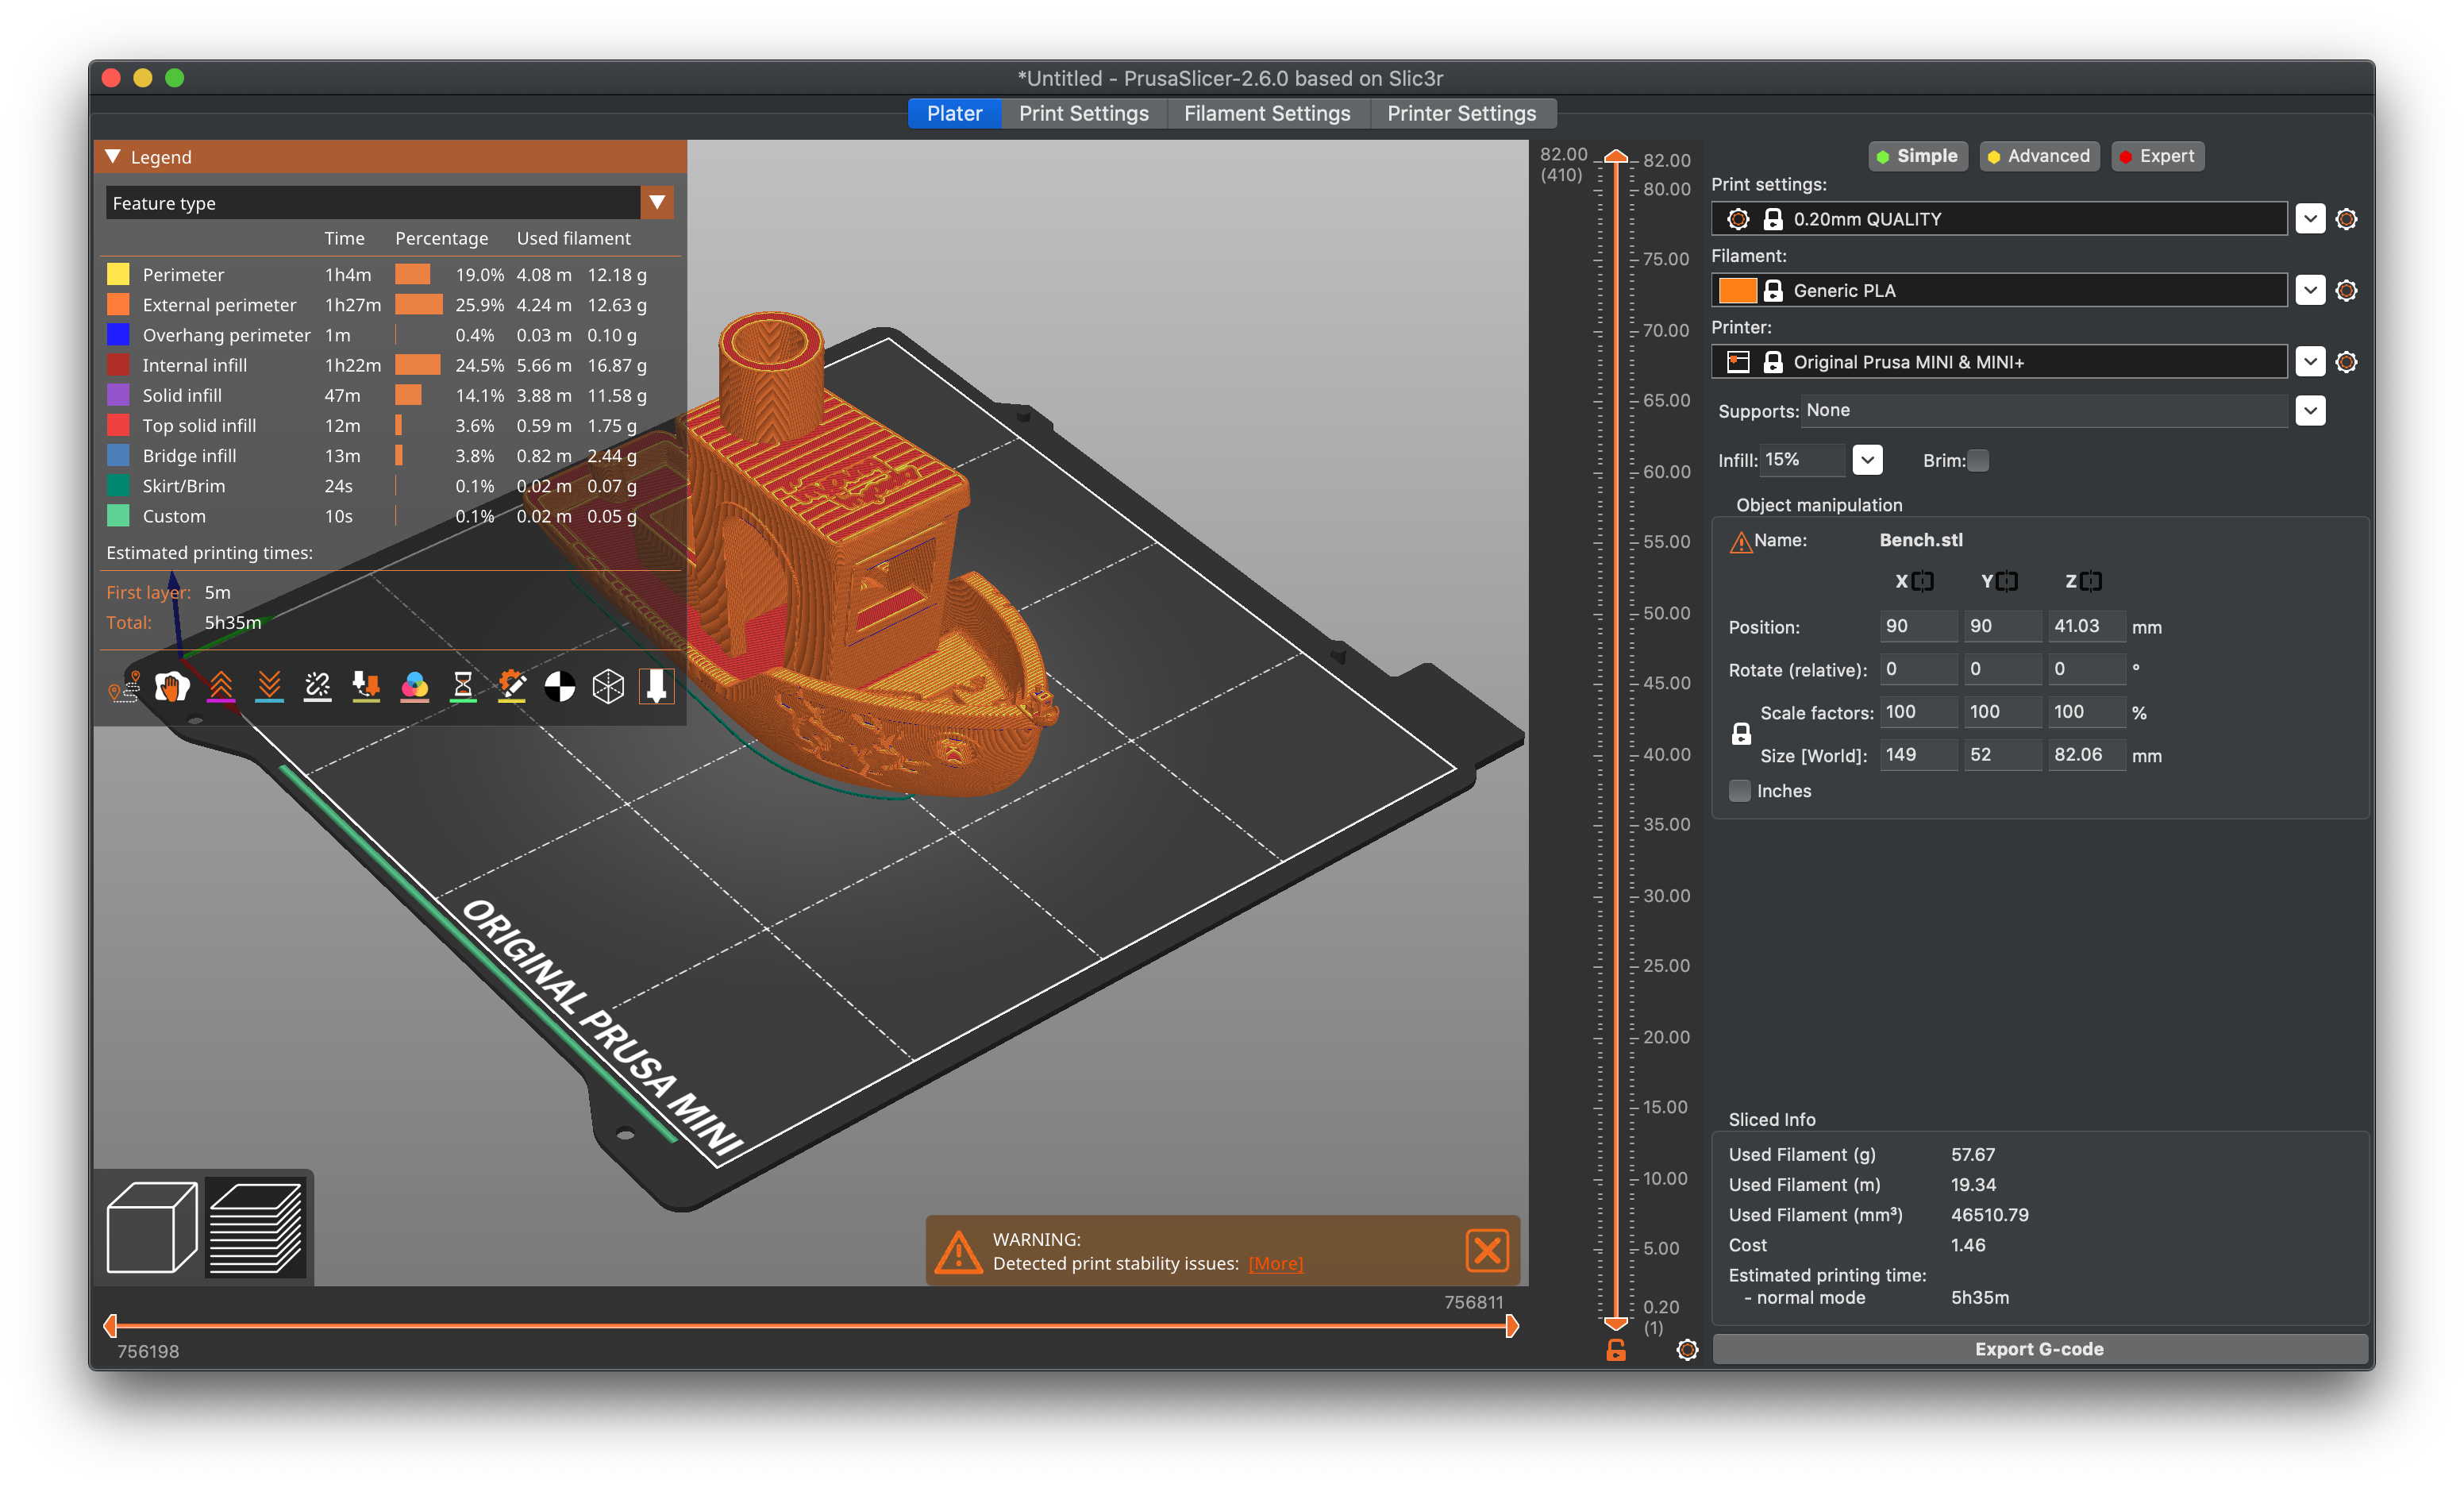 *Untitled - PrusaSlicer-2.6.0 based on Slic3r
Plater Print Settings Filament Settings Printer Settings
Legend
Feature type
Time Percentage Used filament
Perimeter 1h4m 19.0% 4.08 m 12.18 g
External perimeter 1h27m 25.9% 4.24 m 12.63 g
Overhang perimeter 1m 0.4% 0.03 m 0.10 g
Internal infill 1h22m 24.5% 5.66 m 16.87 g
Solid infill 47m 14.1% 3.88 m 11.58 g
Top solid infill 12m 3.6% 0.59 m 1.75 g
Bridge infill 13m 3.8% 0.82 m 2.44 g
Skirt/Brim 24s 0.1% 0.02 m 0.07 g
Custom 10s 0.1% 0.02 m 0.05 g
Estimated printing times:
First layer: 5m
Total: 5h35m
ORIGINAL PRUSA MINI
WARNING:
Detected print stability issues: [More]
756811
756198
82.00
(410)
82.00
80.00
75.00
70.00
65.00
60.00
55.00
50.00
45.00
40.00
35.00
30.00
25.00
20.00
15.00
10.00
5.00
0.20
(1)
Simple Advanced Expert
Print settings:
0.20mm QUALITY
Filament:
Generic PLA
Printer:
Original Prusa MINI & MINI+
Supports: None
Infill: 15% Brim:
Object manipulation
Name: Bench.stl
X Y Z
Position: 90 90 41.03 mm
Rotate (relative): 0 0 0 °
Scale factors: 100 100 100 %
Size [World]: 149 52 82.06 mm
Inches
Sliced Info
Used Filament (g) 57.67
Used Filament (m) 19.34
Used Filament (mm³) 46510.79
Cost 1.46
Estimated printing time:
- normal mode 5h35m
Export G-code